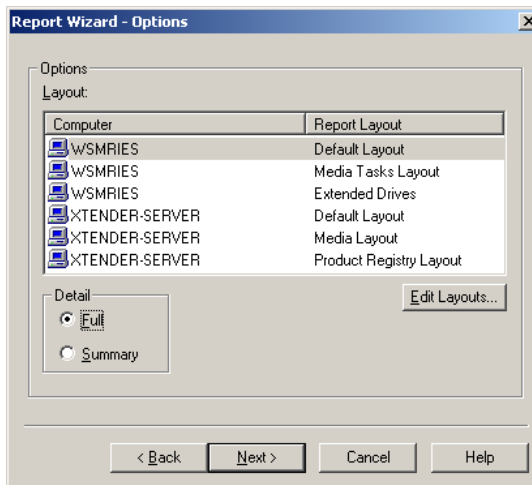 Report Wizard - Options
Options
Layout:
Computer Report Layout
WSMRIES Default Layout
WSMRIES Media Tasks Layout
WSMRIES Extended Drives
XTENDER-SERVER Default Layout
XTENDER-SERVER Media Layout
XTENDER-SERVER Product Registry Layout
Detail
Full
Summary
Edit Layouts...
< Back Next > Cancel Help